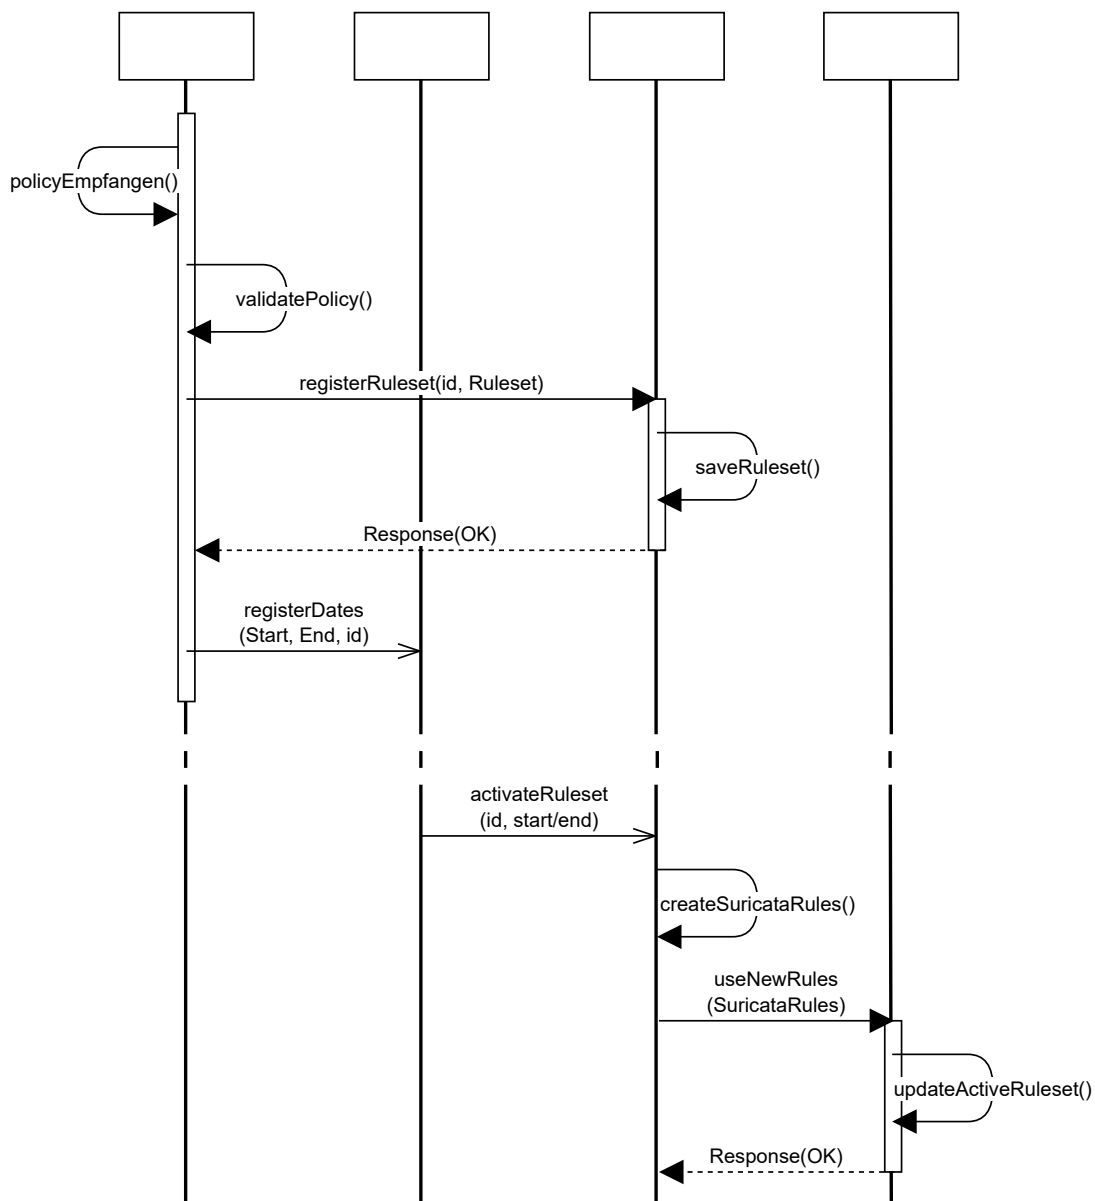 policyEmpfangen()
validatePolicy()
registerRuleset(id, Ruleset)
saveRuleset()
Response(OK)
registerDates
(Start, End, id)
activateRuleset
(id, start/end)
createSuricataRules()
useNewRules
(SuricataRules)
updateActiveRuleset()
Response(OK)